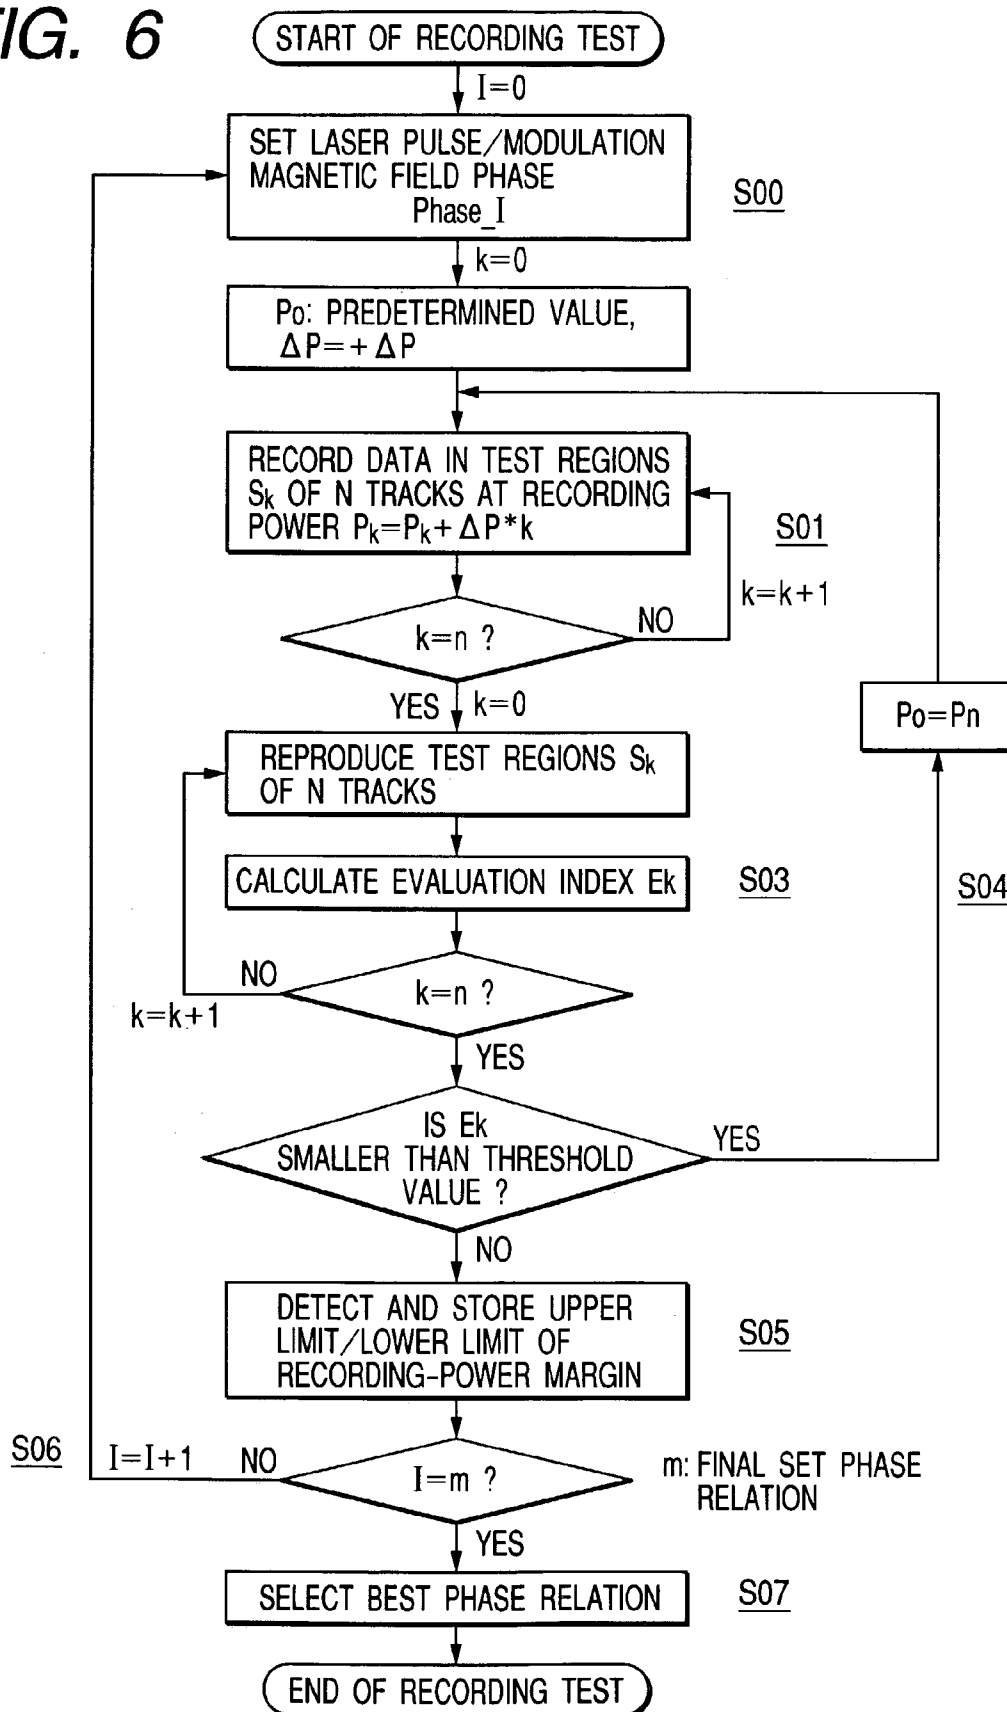 FIG. 6
START OF RECORDING TEST
I=0
SET LASER PULSE/MODULATION
MAGNETIC FIELD PHASE
Phase_I
S00
k=0
Po: PREDETERMINED VALUE,
ΔP=+ΔP
RECORD DATA IN TEST REGIONS
Sk OF N TRACKS AT RECORDING
POWER Pk=Pk+ΔP*k
S01
k=k+1
k=n ?
NO
YES
k=0
Po=Pn
REPRODUCE TEST REGIONS Sk
OF N TRACKS
CALCULATE EVALUATION INDEX Ek
S03
S04
NO
k=n ?
k=k+1
YES
IS Ek
SMALLER THAN THRESHOLD
VALUE ?
YES
NO
DETECT AND STORE UPPER
LIMIT/LOWER LIMIT OF
RECORDING-POWER MARGIN
S05
S06
I=I+1
NO
I=m ?
m: FINAL SET PHASE
RELATION
YES
SELECT BEST PHASE RELATION
S07
END OF RECORDING TEST